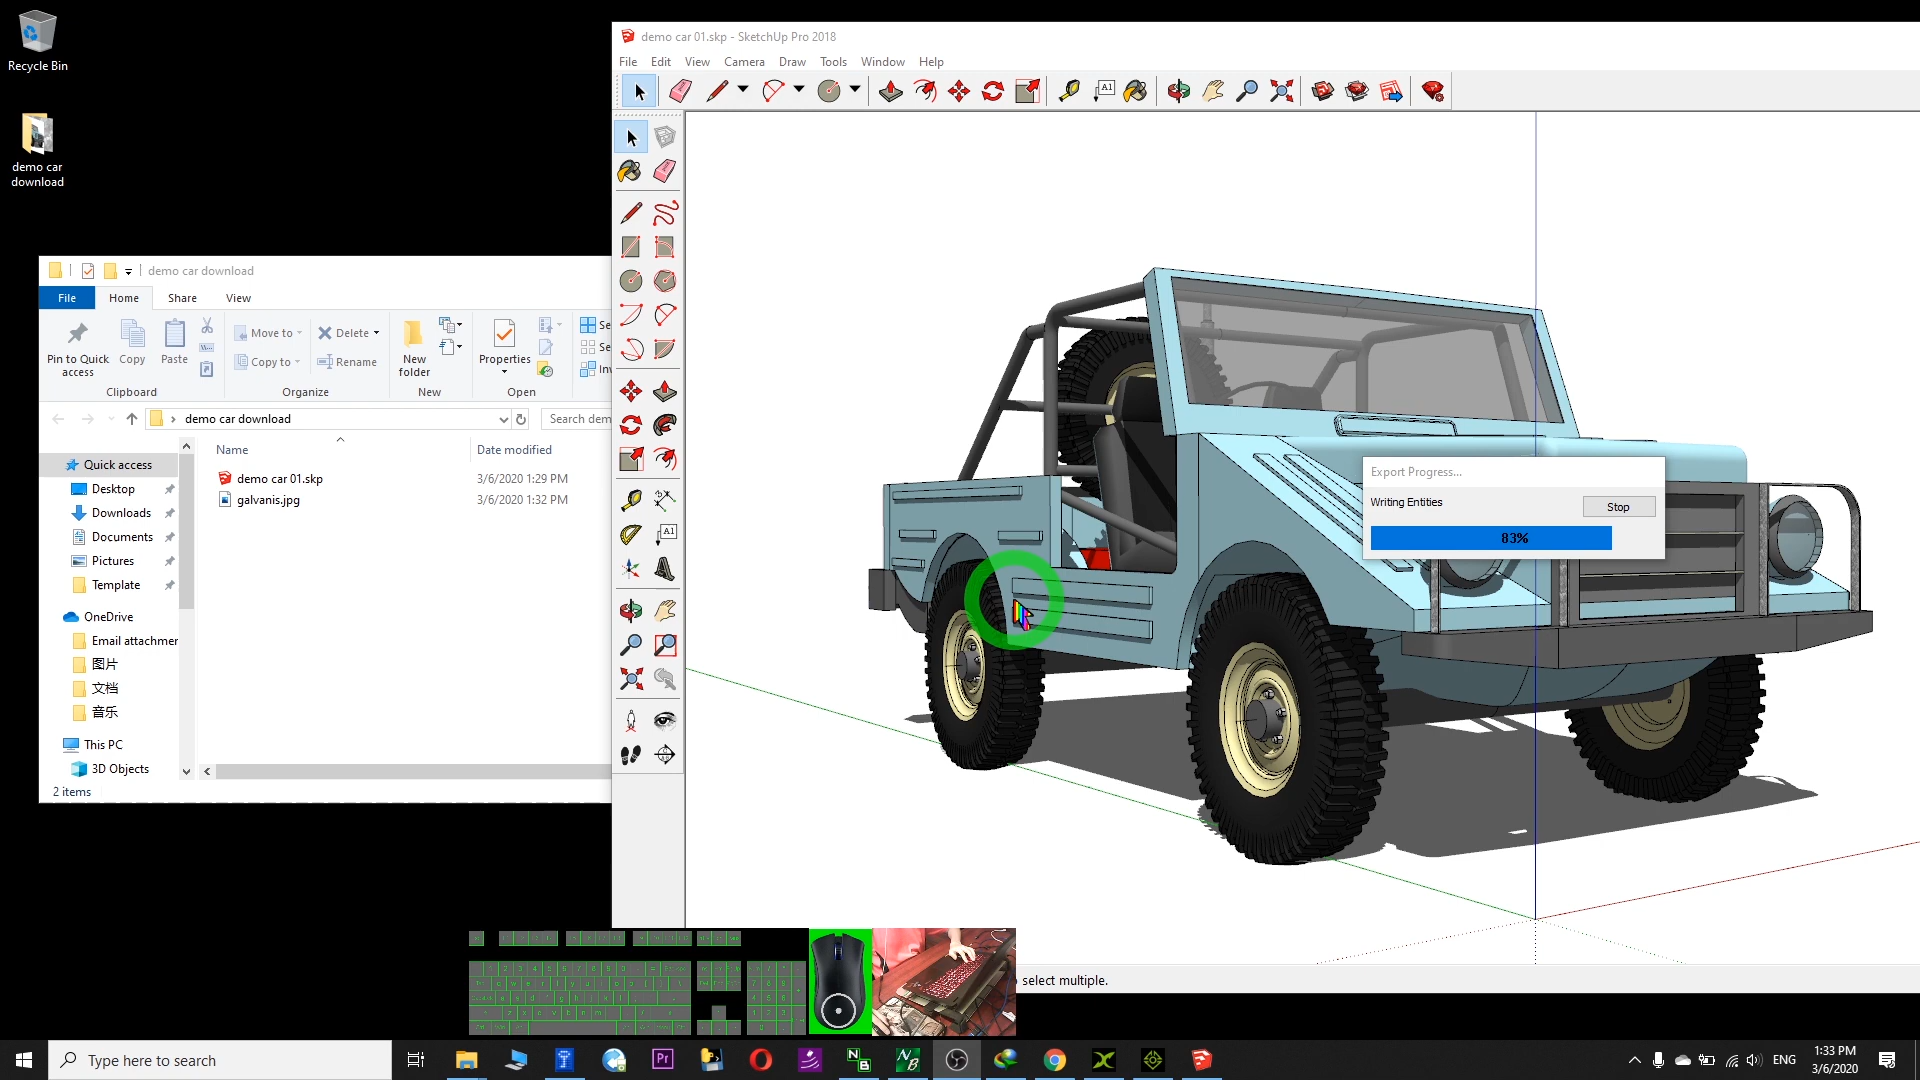 Recycle Bin
demo car
download
demo car 01.skp - SketchUp Pro 2018
File Edit View Camera Draw Tools Window Help
demo car download
File Home Share View
Pin to Quick
access
Copy
Paste
Move to
Copy to
Delete
Rename
New
folder
Properties
Clipboard Organize New Open
demo car download
Search dem
Name Date modified
demo car 01.skp 3/6/2020 1:29 PM
galvanis.jpg 3/6/2020 1:32 PM
Quick access
Desktop
Downloads
Documents
Pictures
Template
OneDrive
Email attachmer
图片
文档
音乐
This PC
3D Objects
2 items
Export Progress...
Writing Entities
Stop
83%
select multiple.
Type here to search
ENG
1:33 PM
3/6/2020